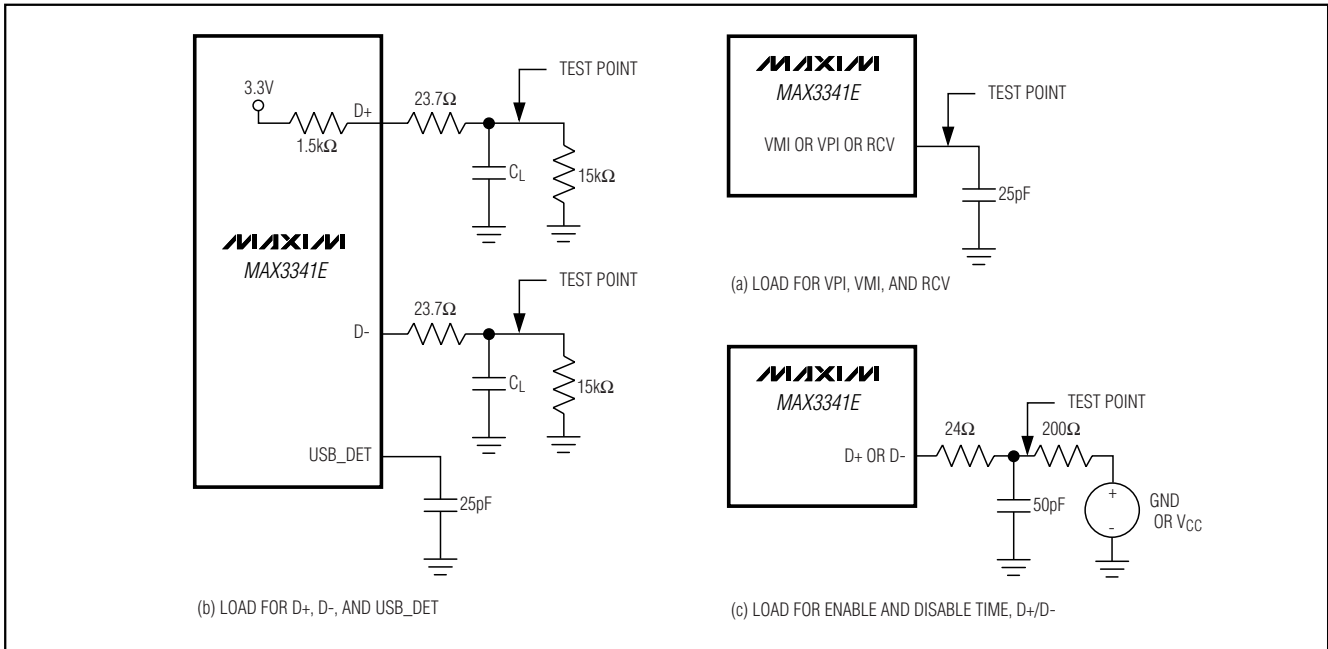 3.3V
1.5kΩ
D+
23.7Ω
TEST POINT
CL
15kΩ
MAXIM
MAX3341E
D-
23.7Ω
TEST POINT
CL
15kΩ
USB_DET
25pF
(b) LOAD FOR D+, D-, AND USB_DET
MAXIM
MAX3341E
VMI OR VPI OR RCV
TEST POINT
25pF
(a) LOAD FOR VPI, VMI, AND RCV
MAXIM
MAX3341E
D+ OR D-
24Ω
TEST POINT
200Ω
50pF
+
-
GND
OR VCC
(c) LOAD FOR ENABLE AND DISABLE TIME, D+/D-